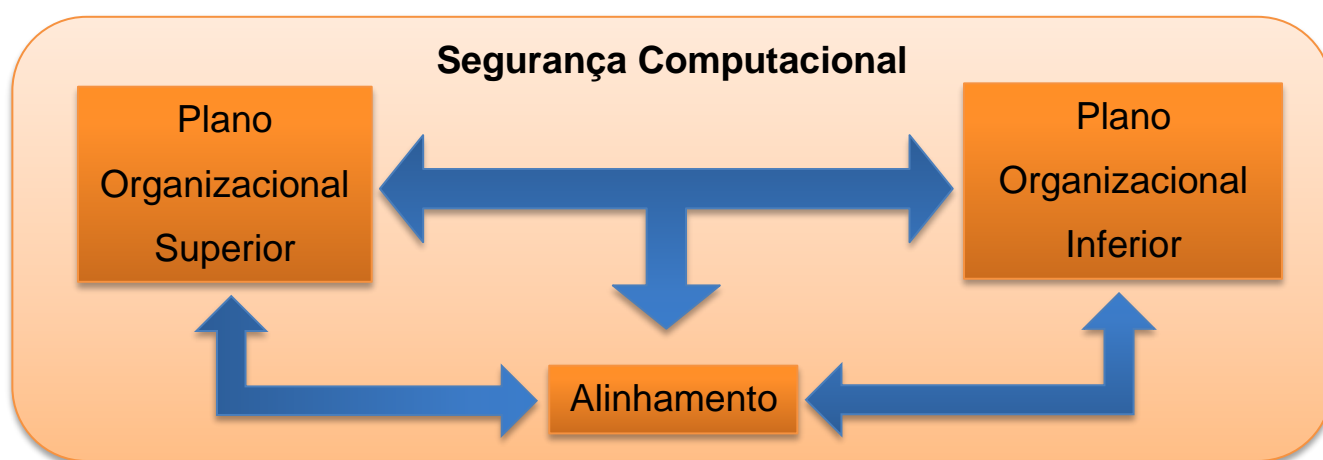 Segurança Computacional
Plano
Organizacional
Superior
Plano
Organizacional
Inferior
Alinhamento